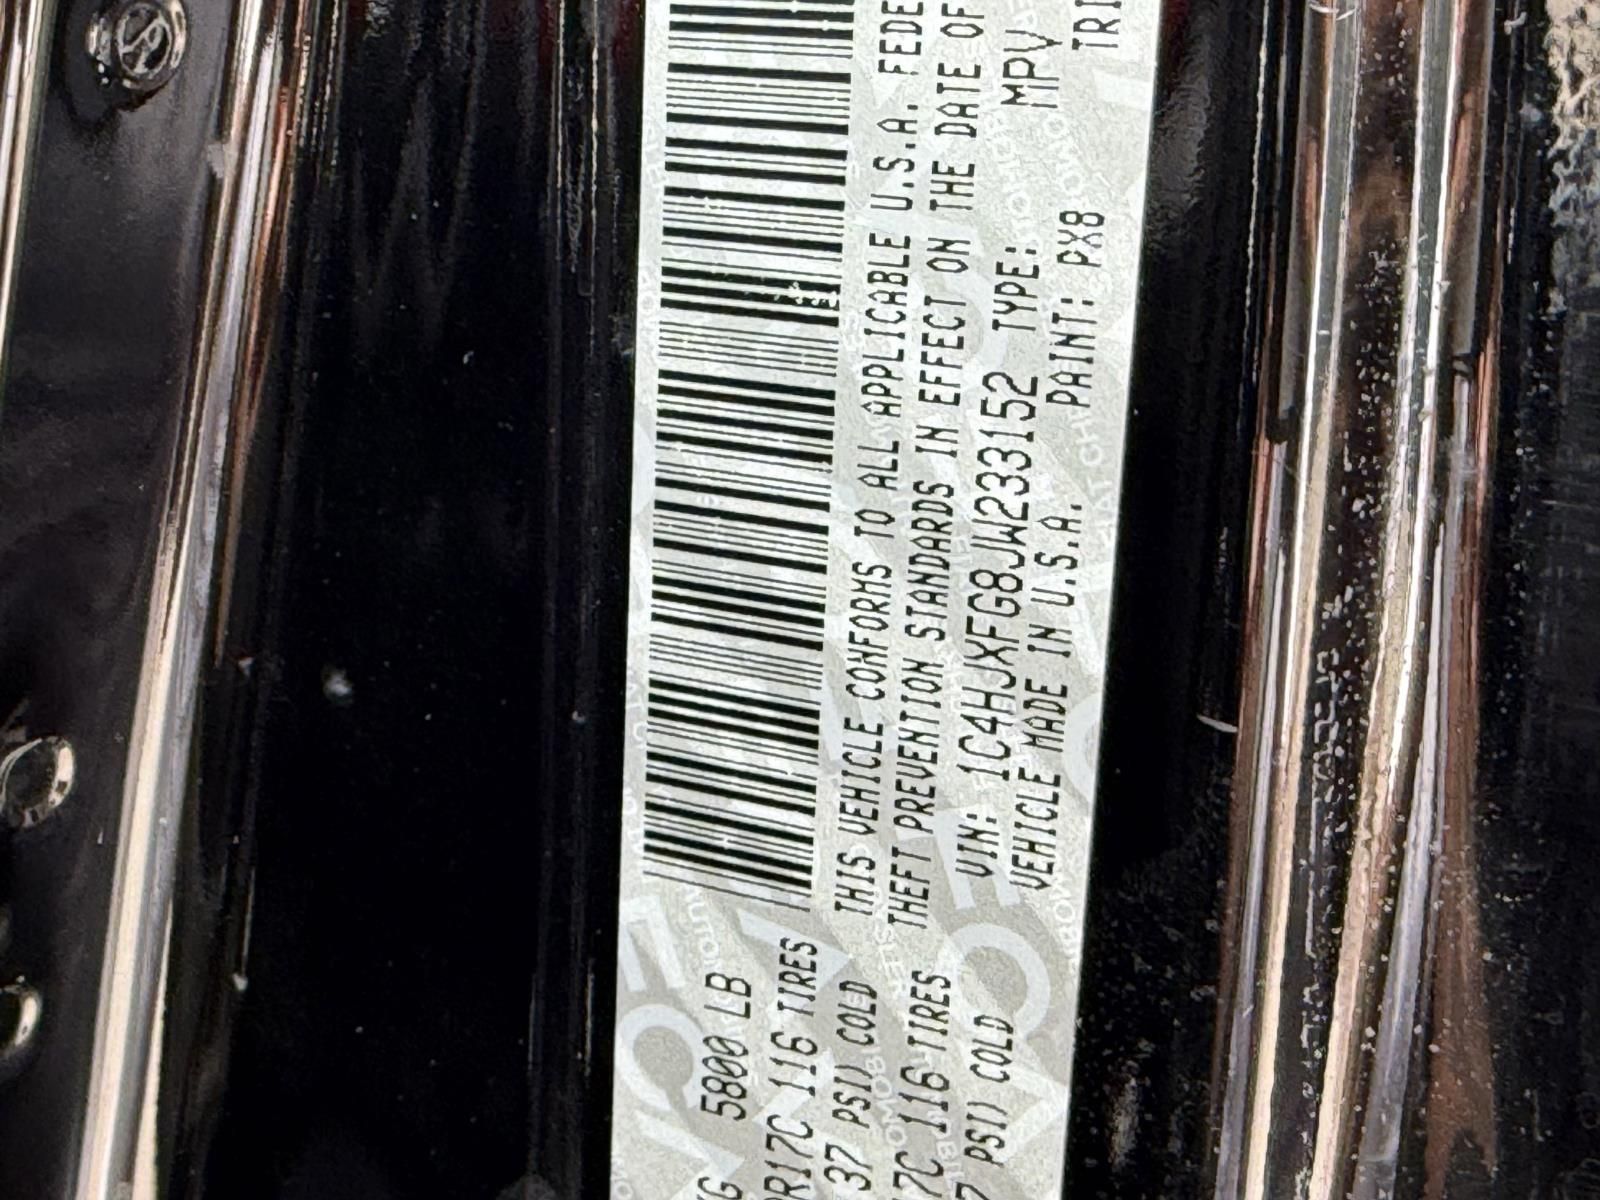 5800 LB
R17C 116 TIRES
37 PSI) COLD
7C 116 TIRES
7 PSI) COLD
THIS VEHICLE CONFORMS TO ALL APPLICABLE U.S.A. FEDE
THEFT PREVENTION STANDARDS IN EFFECT ON THE DATE OF
VIN: 1C4HJXFG8JW233152 TYPE: MPV
VEHICLE MADE IN U.S.A. PAINT: PX8 TRI